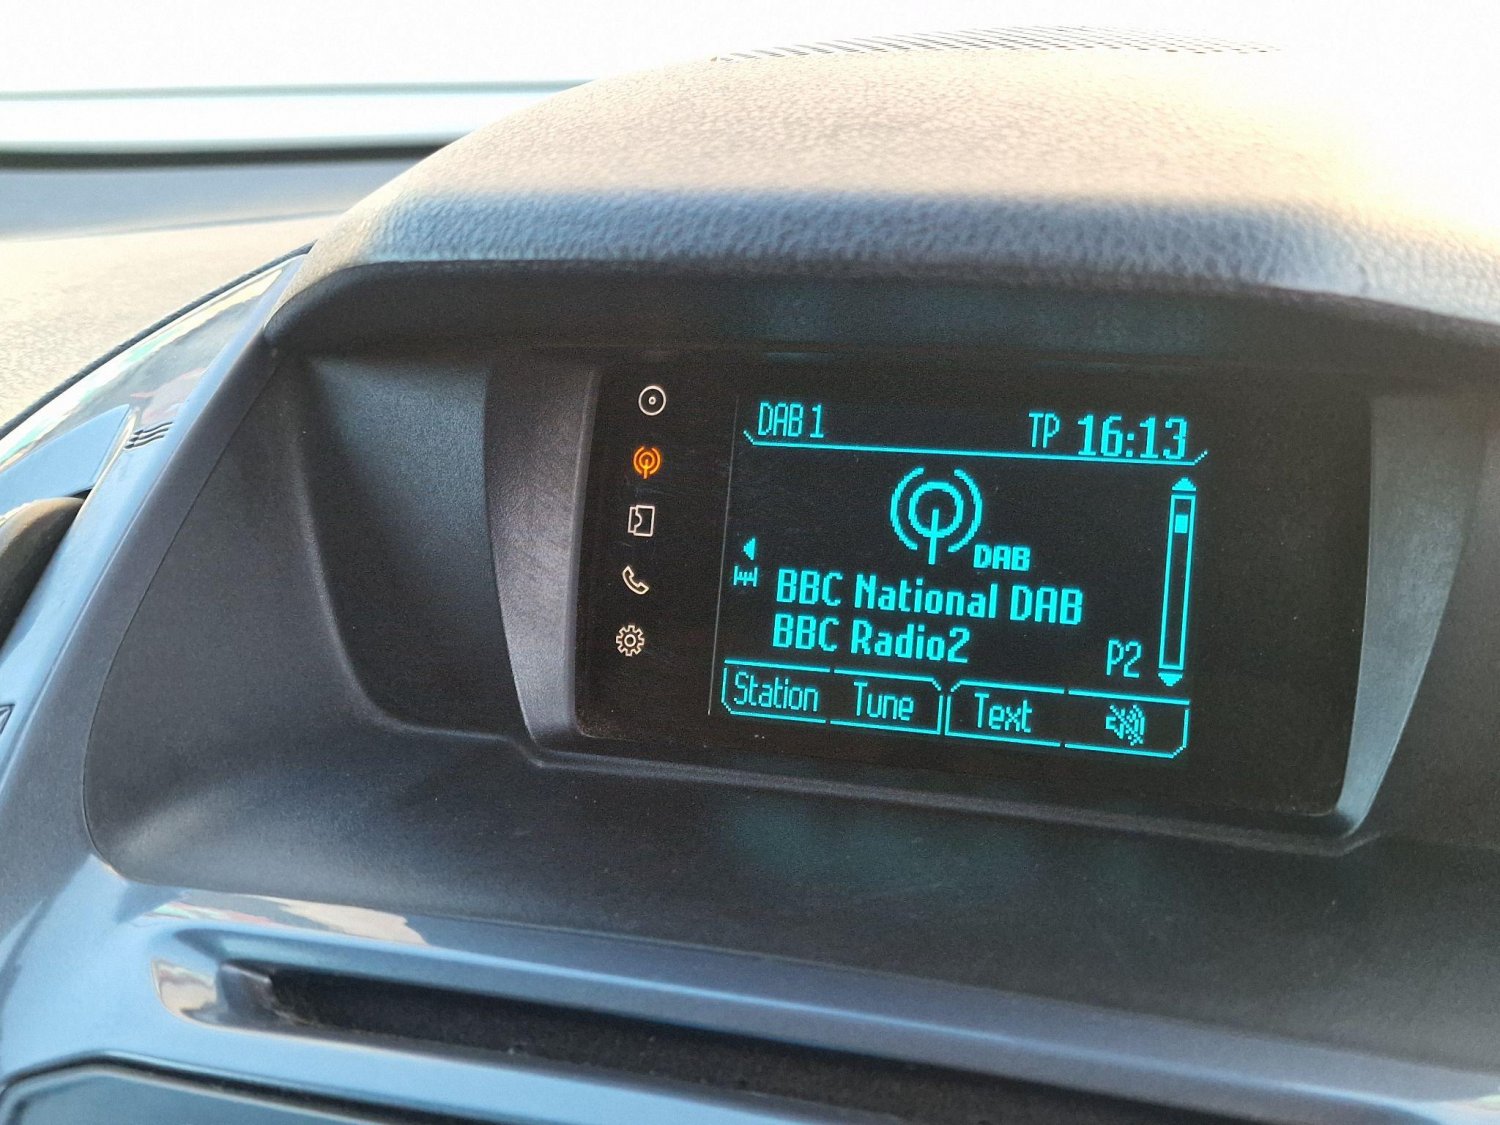 DAB 1 TP 16:13
DAB
BBC National DAB
BBC Radio2 P2
Station Tune Text